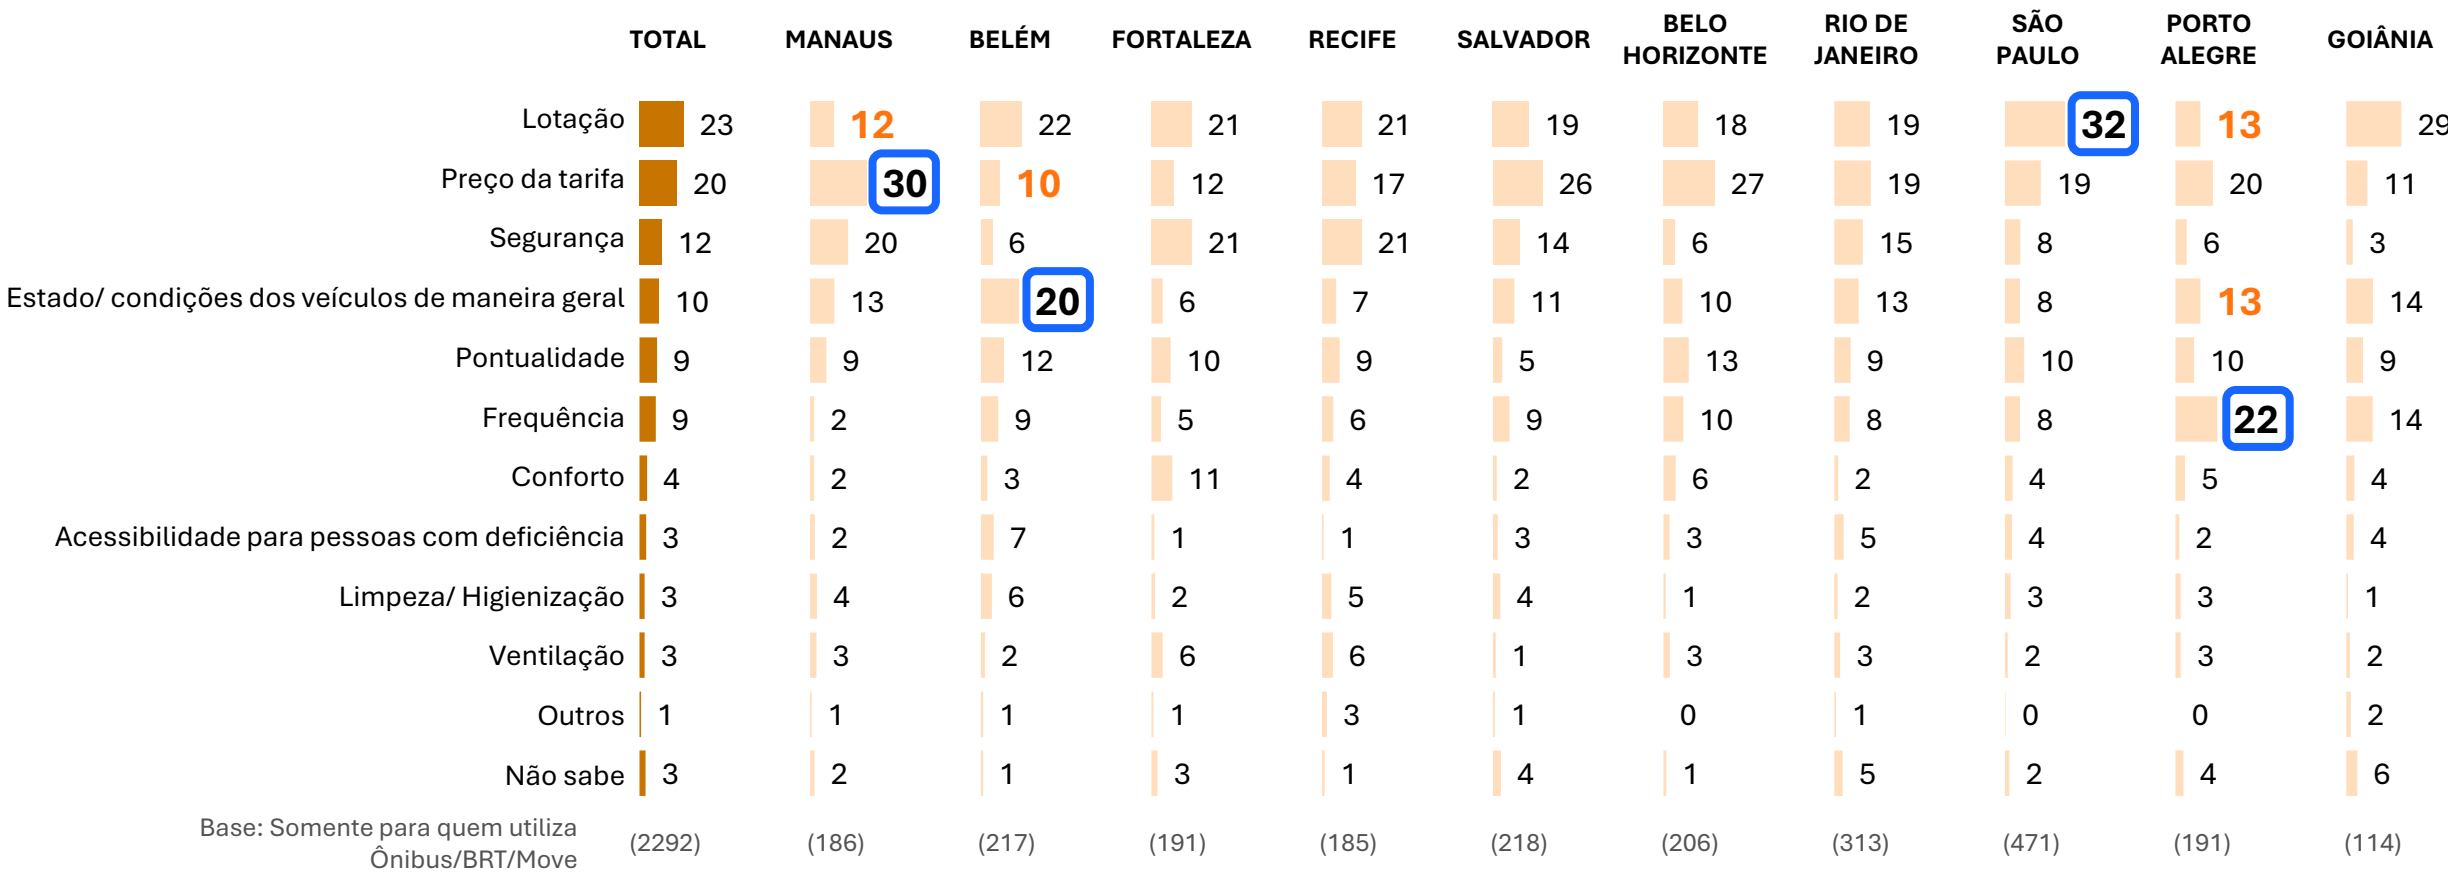 TOTAL MANAUS BELÉM FORTALEZA RECIFE SALVADOR BELO HORIZONTE RIO DE JANEIRO SÃO PAULO PORTO ALEGRE GOIÂNIA
Lotação 23 12 22 21 21 19 18 19 32 13 29
Preço da tarifa 20 30 10 12 17 26 27 19 19 20 11
Segurança 12 20 6 21 21 14 6 15 8 6 3
Estado/ condições dos veículos de maneira geral 10 13 20 6 7 11 10 13 8 13 14
Pontualidade 9 9 12 10 9 5 13 9 10 10 9
Frequência 9 2 9 5 6 9 10 8 8 22 14
Conforto 4 2 3 11 4 2 6 2 4 5 4
Acessibilidade para pessoas com deficiência 3 2 7 1 1 3 3 5 4 2 4
Limpeza/ Higienização 3 4 6 2 5 4 1 2 3 3 1
Ventilação 3 3 2 6 6 1 3 3 2 3 2
Outros 1 1 1 1 3 1 0 1 0 0 2
Não sabe 3 2 1 3 1 4 1 5 2 4 6
Base: Somente para quem utiliza
Ônibus/BRT/Move (2292) (186) (217) (191) (185) (218) (206) (313) (471) (191) (114)